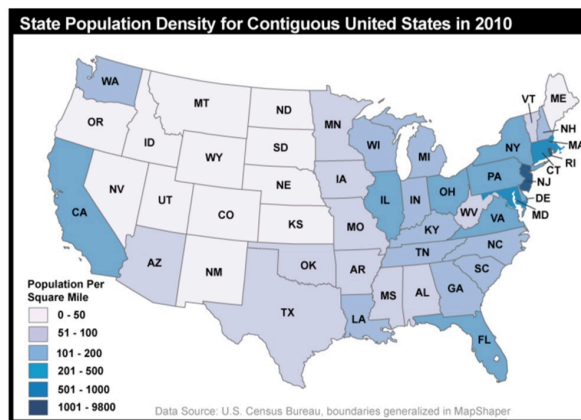 State Population Density for Contiguous United States in 2010
WA
MT
ND
MN
VT
ME
OR
ID
SD
WI
MI
NY
NH
MA
RI
CT
WY
IA
PA
NJ
NV
NE
IL
IN
OH
DE
MD
UT
CO
KS
MO
WV
VA
KY
CA
TN
NC
AZ
NM
OK
AR
SC
MS
AL
GA
TX
LA
FL
Population Per
Square Mile
0 - 50
51 - 100
101 - 200
201 - 500
501 - 1000
1001 - 9800
Data Source: U.S. Census Bureau, boundaries generalized in MapShaper